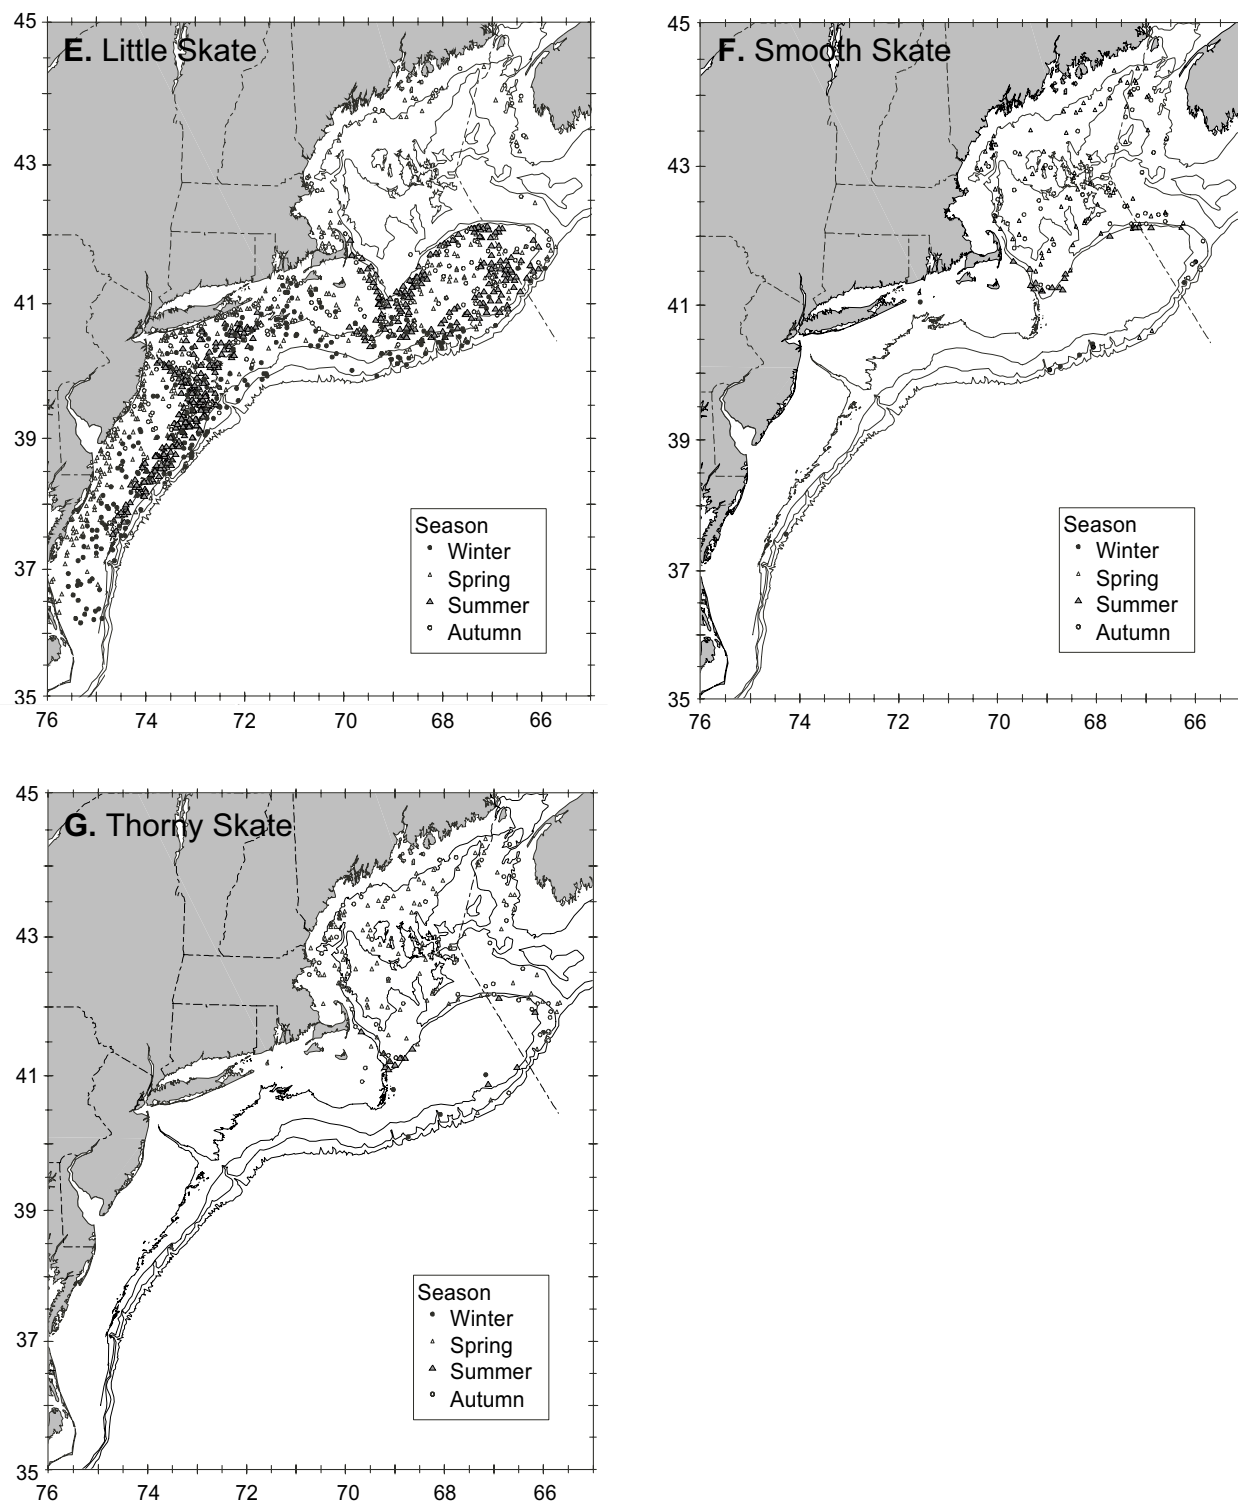 E. Little Skate
45
43
41
39
37
35
76
74
72
70
68
66
Season
Winter
Spring
Summer
Autumn
F. Smooth Skate
45
43
41
39
37
35
76
74
72
70
68
66
Season
Winter
Spring
Summer
Autumn
G. Thorny Skate
45
43
41
39
37
35
76
74
72
70
68
66
Season
Winter
Spring
Summer
Autumn